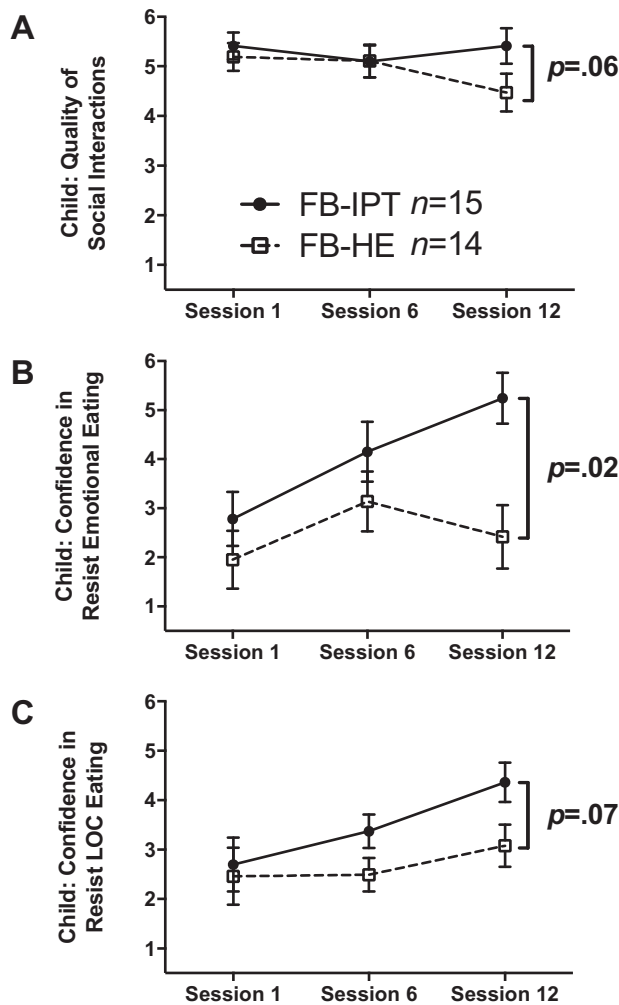 A
Child: Quality of
Social Interactions
6
5
4
3
2
1
p=.06
FB-IPT n=15
FB-HE n=14
Session 1 Session 6 Session 12
B
Child: Confidence in
Resist Emotional Eating
6
5
4
3
2
1
p=.02
Session 1 Session 6 Session 12
C
Child: Confidence in
Resist LOC Eating
6
5
4
3
2
1
p=.07
Session 1 Session 6 Session 12